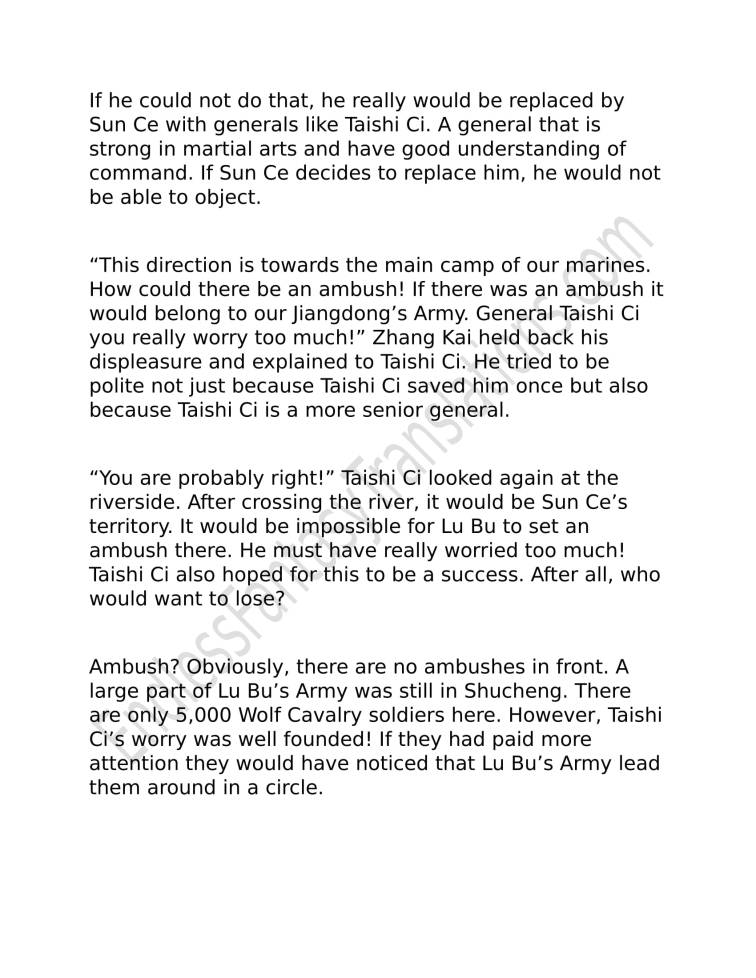 If he could not do that, he really would be replaced by
Sun Ce with generals like Taishi Ci. A general that is
strong in martial arts and have good understanding of
command. If Sun Ce decides to replace him, he would not
be able to object.
“This direction is towards the main camp of our marines.
How could there be an ambush! If there was an ambush it
would belong to our Jiangdong’s Army. General Taishi Ci
you really worry too much!” Zhang Kai held back his
displeasure and explained to Taishi Ci. He tried to be
polite not just because Taishi Ci saved him once but also
because Taishi Ci is a more senior general.
“You are probably right!” Taishi Ci looked again at the
riverside. After crossing the river, it would be Sun Ce’s
territory. It would be impossible for Lu Bu to set an
ambush there. He must have really worried too much!
Taishi Ci also hoped for this to be a success. After all, who
would want to lose?
Ambush? Obviously, there are no ambushes in front. A
large part of Lu Bu’s Army was still in Shucheng. There
are only 5,000 Wolf Cavalry soldiers here. However, Taishi
Ci’s worry was well founded! If they had paid more
attention they would have noticed that Lu Bu’s Army lead
them around in a circle.
EndlessFantasyTranslations.com